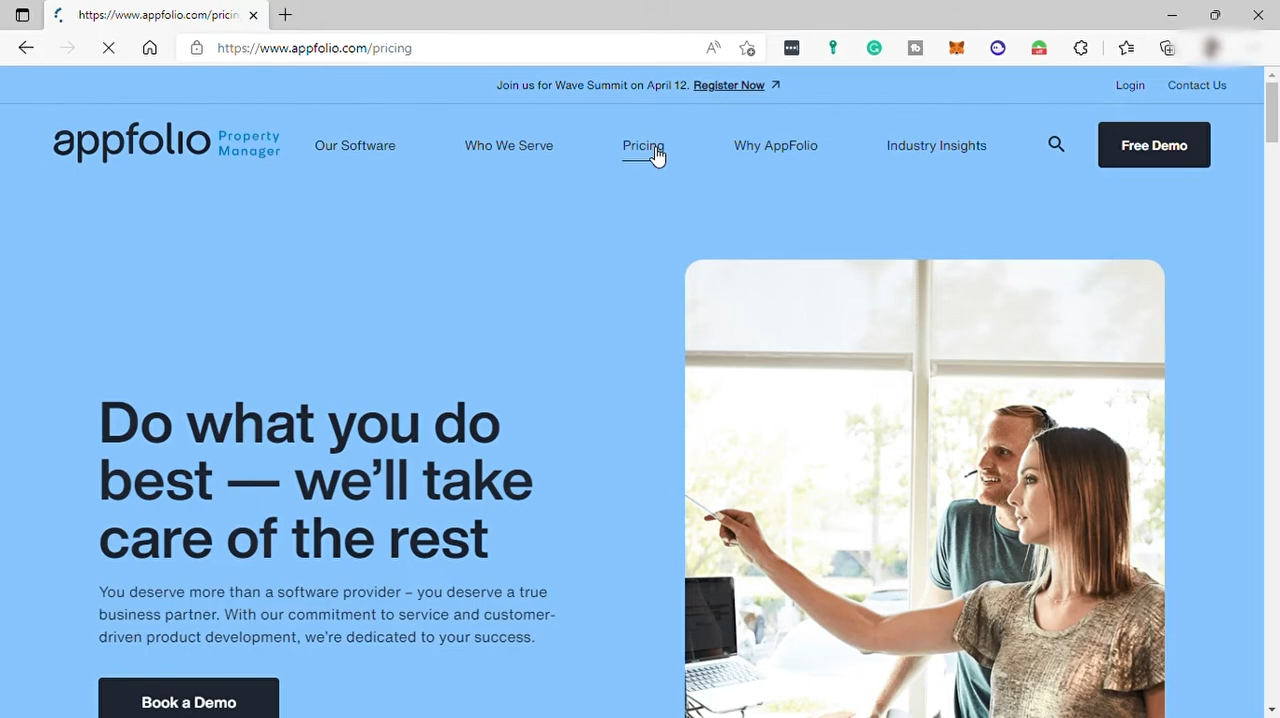 https://www.appfolio.com/pricin
https://www.appfolio.com/pricing
Join us for Wave Summit on April 12. Register Now
Login
Contact Us
appfolio Property Manager
Our Software
Who We Serve
Pricing
Why AppFolio
Industry Insights
Free Demo
Do what you do
best — we’ll take
care of the rest
You deserve more than a software provider – you deserve a true
business partner. With our commitment to service and customer-
driven product development, we’re dedicated to your success.
Book a Demo